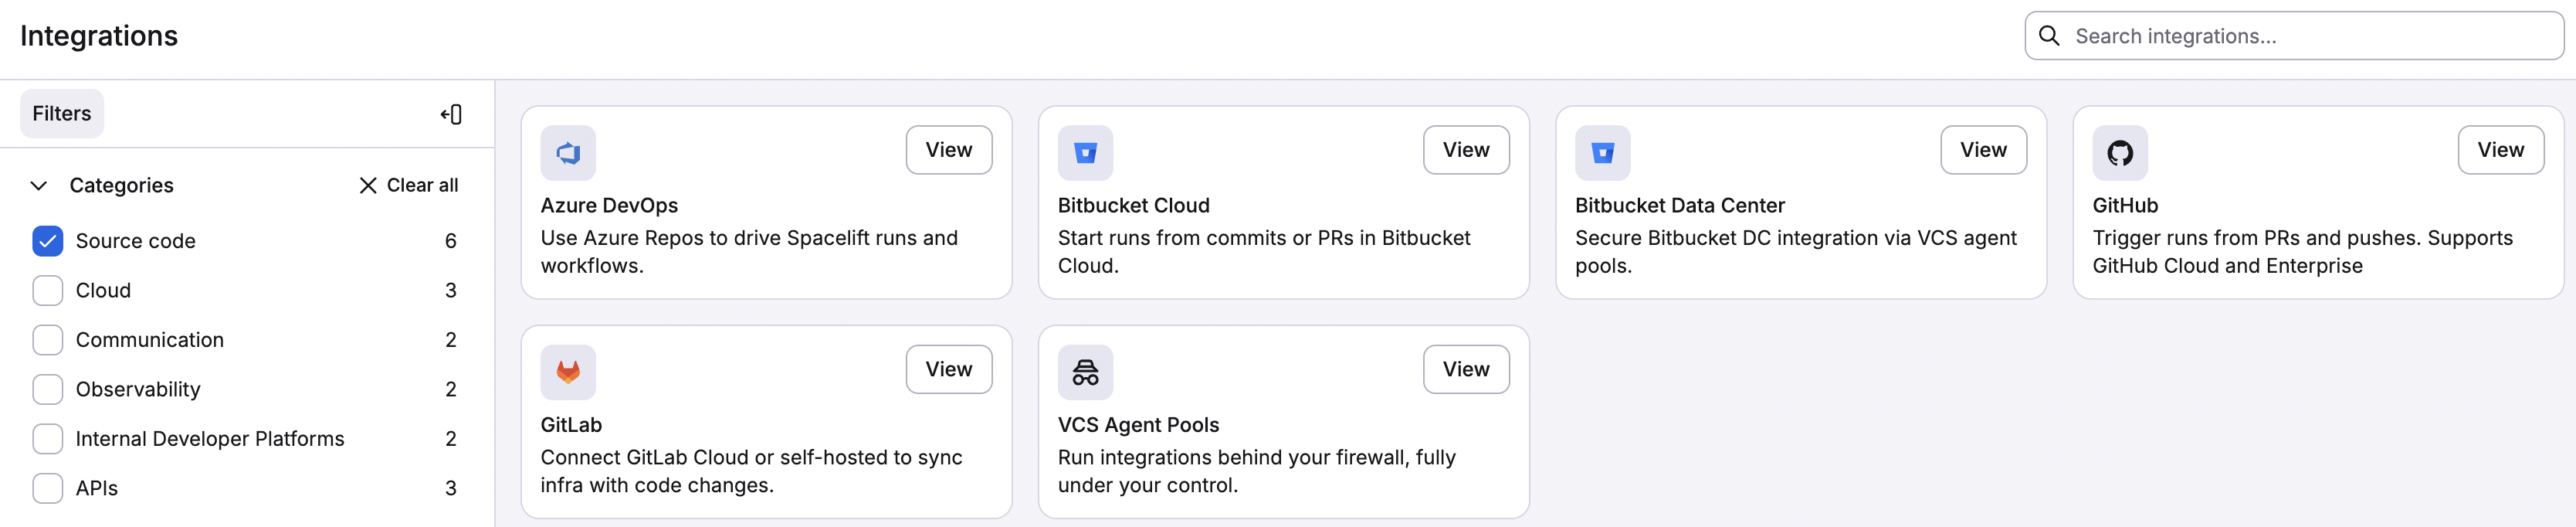 Integrations
Search integrations...
Filters
Categories
Clear all
Source code 6
Cloud 3
Communication 2
Observability 2
Internal Developer Platforms 2
APIs 3
View
Azure DevOps
Use Azure Repos to drive Spacelift runs and
workflows.
View
Bitbucket Cloud
Start runs from commits or PRs in Bitbucket
Cloud.
View
Bitbucket Data Center
Secure Bitbucket DC integration via VCS agent
pools.
View
GitHub
Trigger runs from PRs and pushes. Supports
GitHub Cloud and Enterprise
View
GitLab
Connect GitLab Cloud or self-hosted to sync
infra with code changes.
View
VCS Agent Pools
Run integrations behind your firewall, fully
under your control.